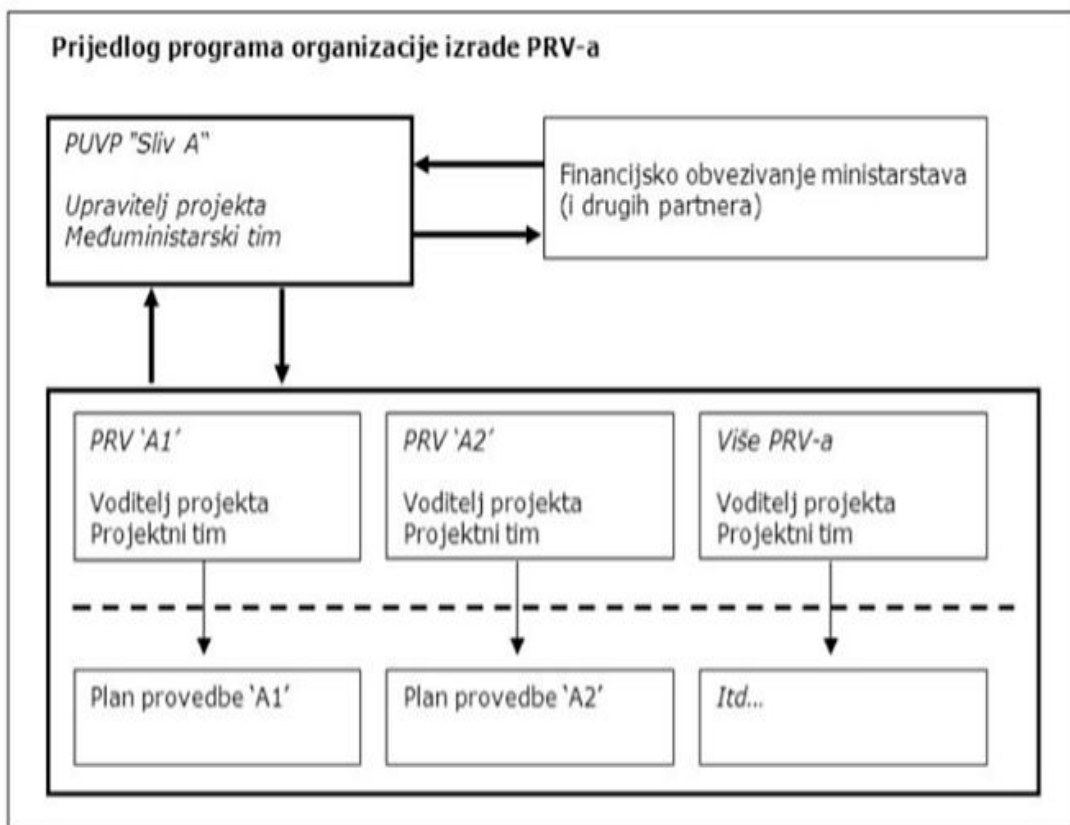 Prijedlog programa organizacije izrade PRV-a
PUVP "Sliv A"
Upravitelj projekta
Međuministarski tim
Financijsko obvezivanje ministarstava
(i drugih partnera)
PRV ‘A1’
Voditelj projekta
Projektni tim
PRV ‘A2’
Voditelj projekta
Projektni tim
Više PRV-a
Voditelj projekta
Projektni tim
Plan provedbe ‘A1’
Plan provedbe ‘A2’
Itd...